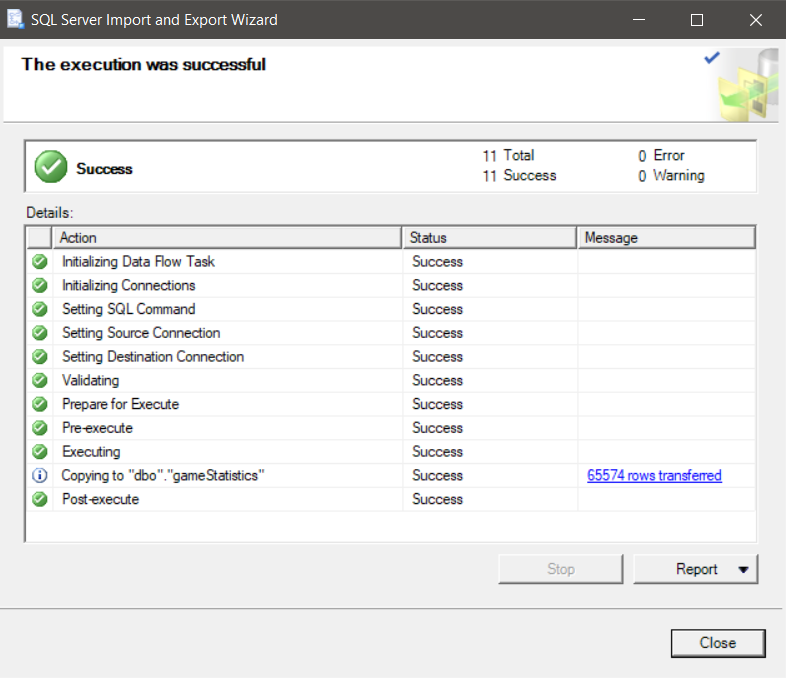 SQL Server Import and Export Wizard
The execution was successful
Success
11 Total 0 Error
11 Success 0 Warning
Details:
Action Status Message
Initializing Data Flow Task Success
Initializing Connections Success
Setting SQL Command Success
Setting Source Connection Success
Setting Destination Connection Success
Validating Success
Prepare for Execute Success
Pre-execute Success
Executing Success
Copying to "dbo"."gameStatistics" Success 65574 rows transferred
Post-execute Success
Stop Report
Close